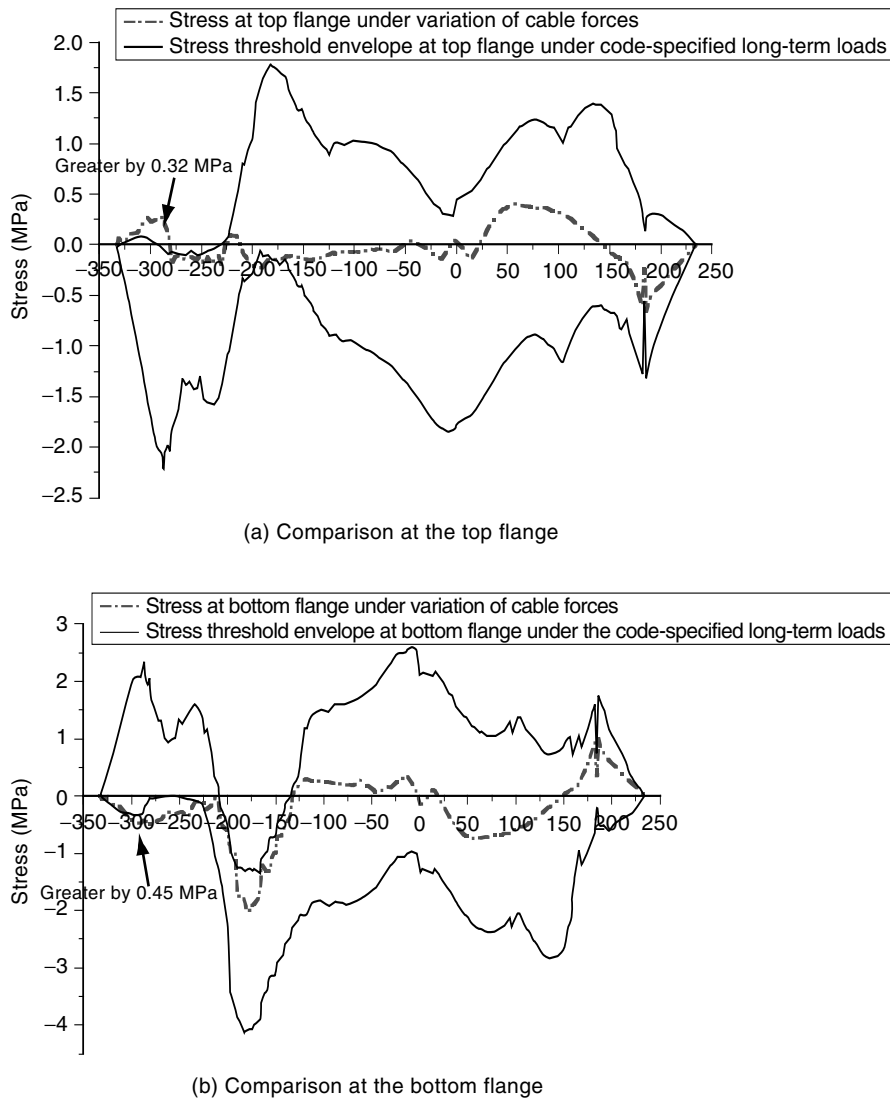 Stress at top flange under variation of cable forces
Stress threshold envelope at top flange under code-specified long-term loads
2.0
1.5
1.0
0.5
0.0
−0.5
−1.0
−1.5
−2.0
−2.5
Stress (MPa)
Greater by 0.32 MPa
−350 −300 −250 −200 −150 −100 −50 0 50 100 150 200 250
(a) Comparison at the top flange
Stress at bottom flange under variation of cable forces
Stress threshold envelope at bottom flange under the code-specified long-term loads
3
2
1
0
−1
−2
−3
−4
Stress (MPa)
−350 −300 −250 −200 −150 −100 −50 0 50 100 150 200 250
Greater by 0.45 MPa
(b) Comparison at the bottom flange